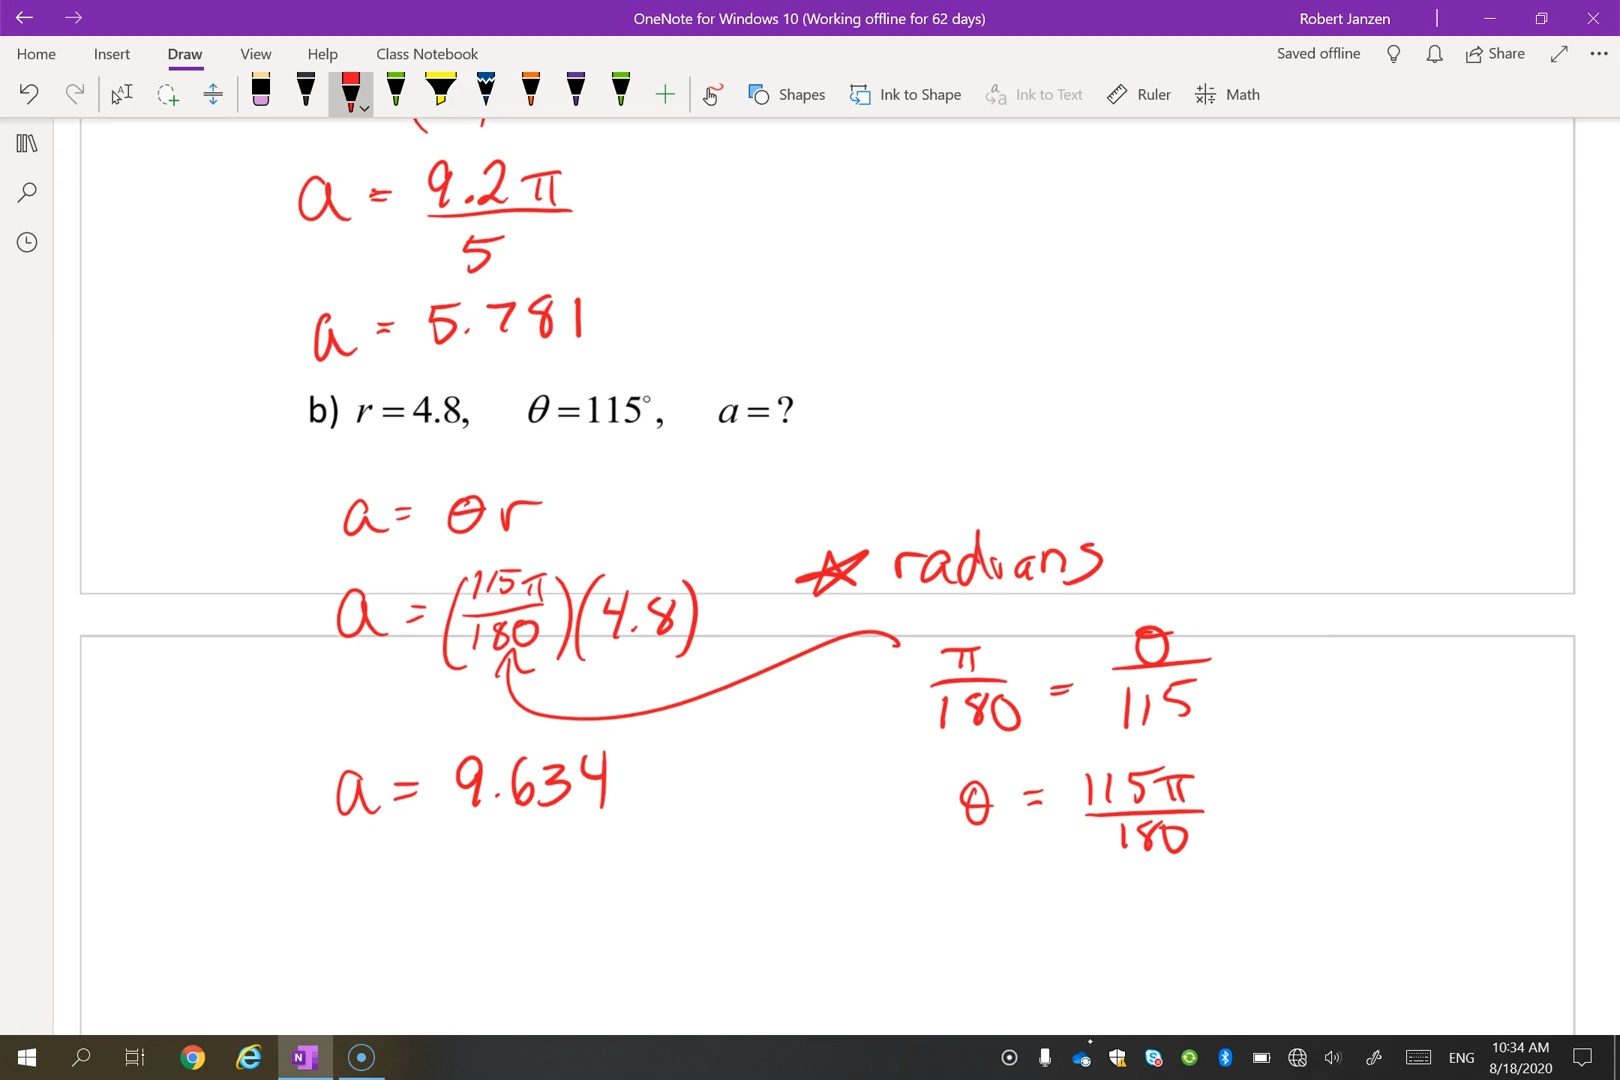 OneNote for Windows 10 (Working offline for 62 days)
Robert Janzen
Home Insert Draw View Help Class Notebook
Saved offline Share
Shapes Ink to Shape Ink to Text Ruler Math
a = 9.2π/5
a = 5.781
b) r = 4.8, θ = 115°, a = ?
a = θr
☆ radians
a = (115π/180)(4.8)
π/180 = θ/115
a = 9.634
θ = 115π/180
ENG
10:34 AM
8/18/2020